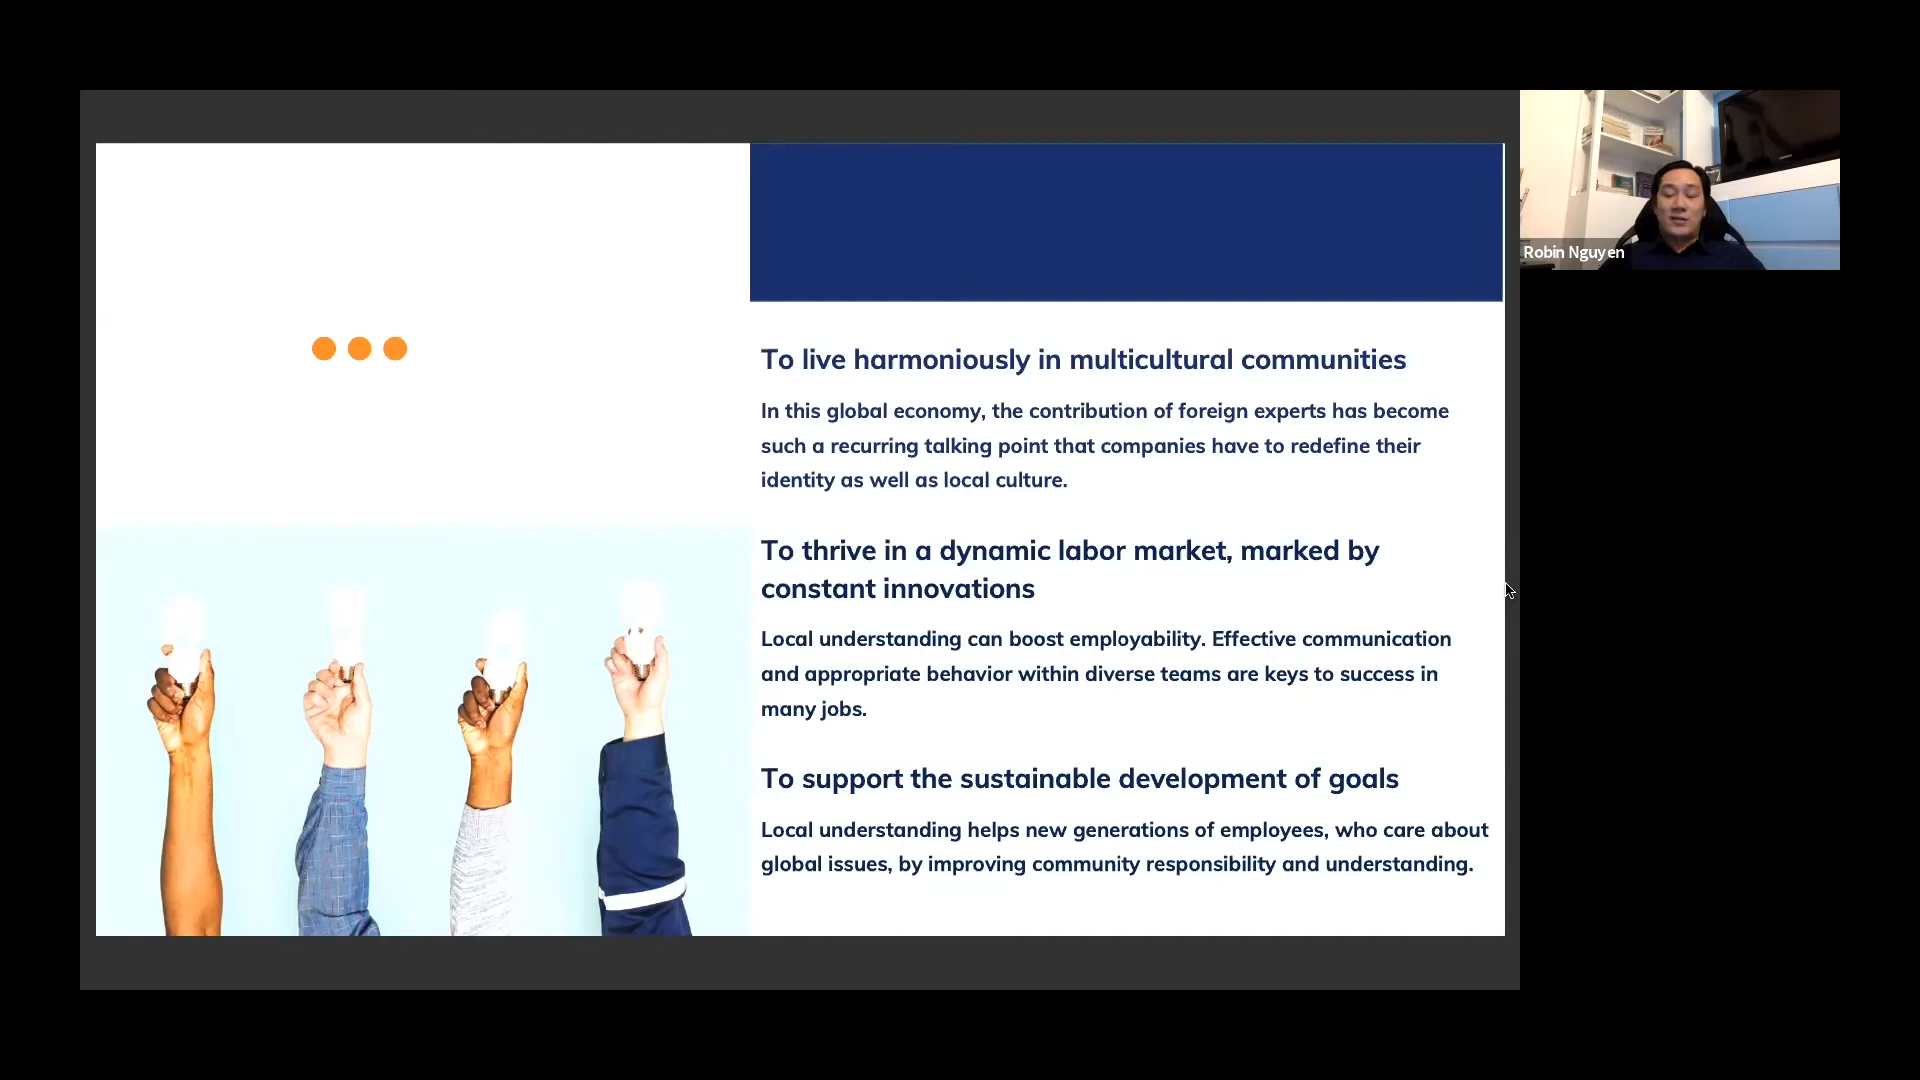 To live harmoniously in multicultural communities
In this global economy, the contribution of foreign experts has become
such a recurring talking point that companies have to redefine their
identity as well as local culture.
To thrive in a dynamic labor market, marked by
constant innovations
Local understanding can boost employability. Effective communication
and appropriate behavior within diverse teams are keys to success in
many jobs.
To support the sustainable development of goals
Local understanding helps new generations of employees, who care about
global issues, by improving community responsibility and understanding.
Robin Nguyen